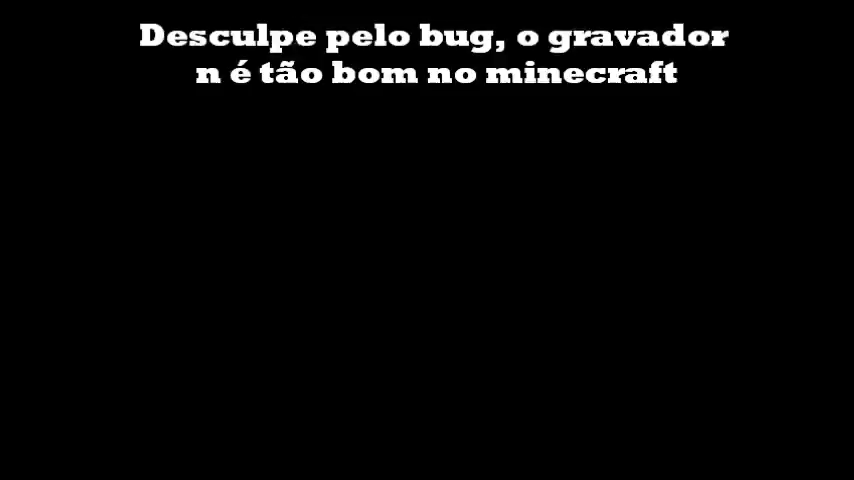 Desculpe pelo bug, o gravador
n é tão bom no minecraft